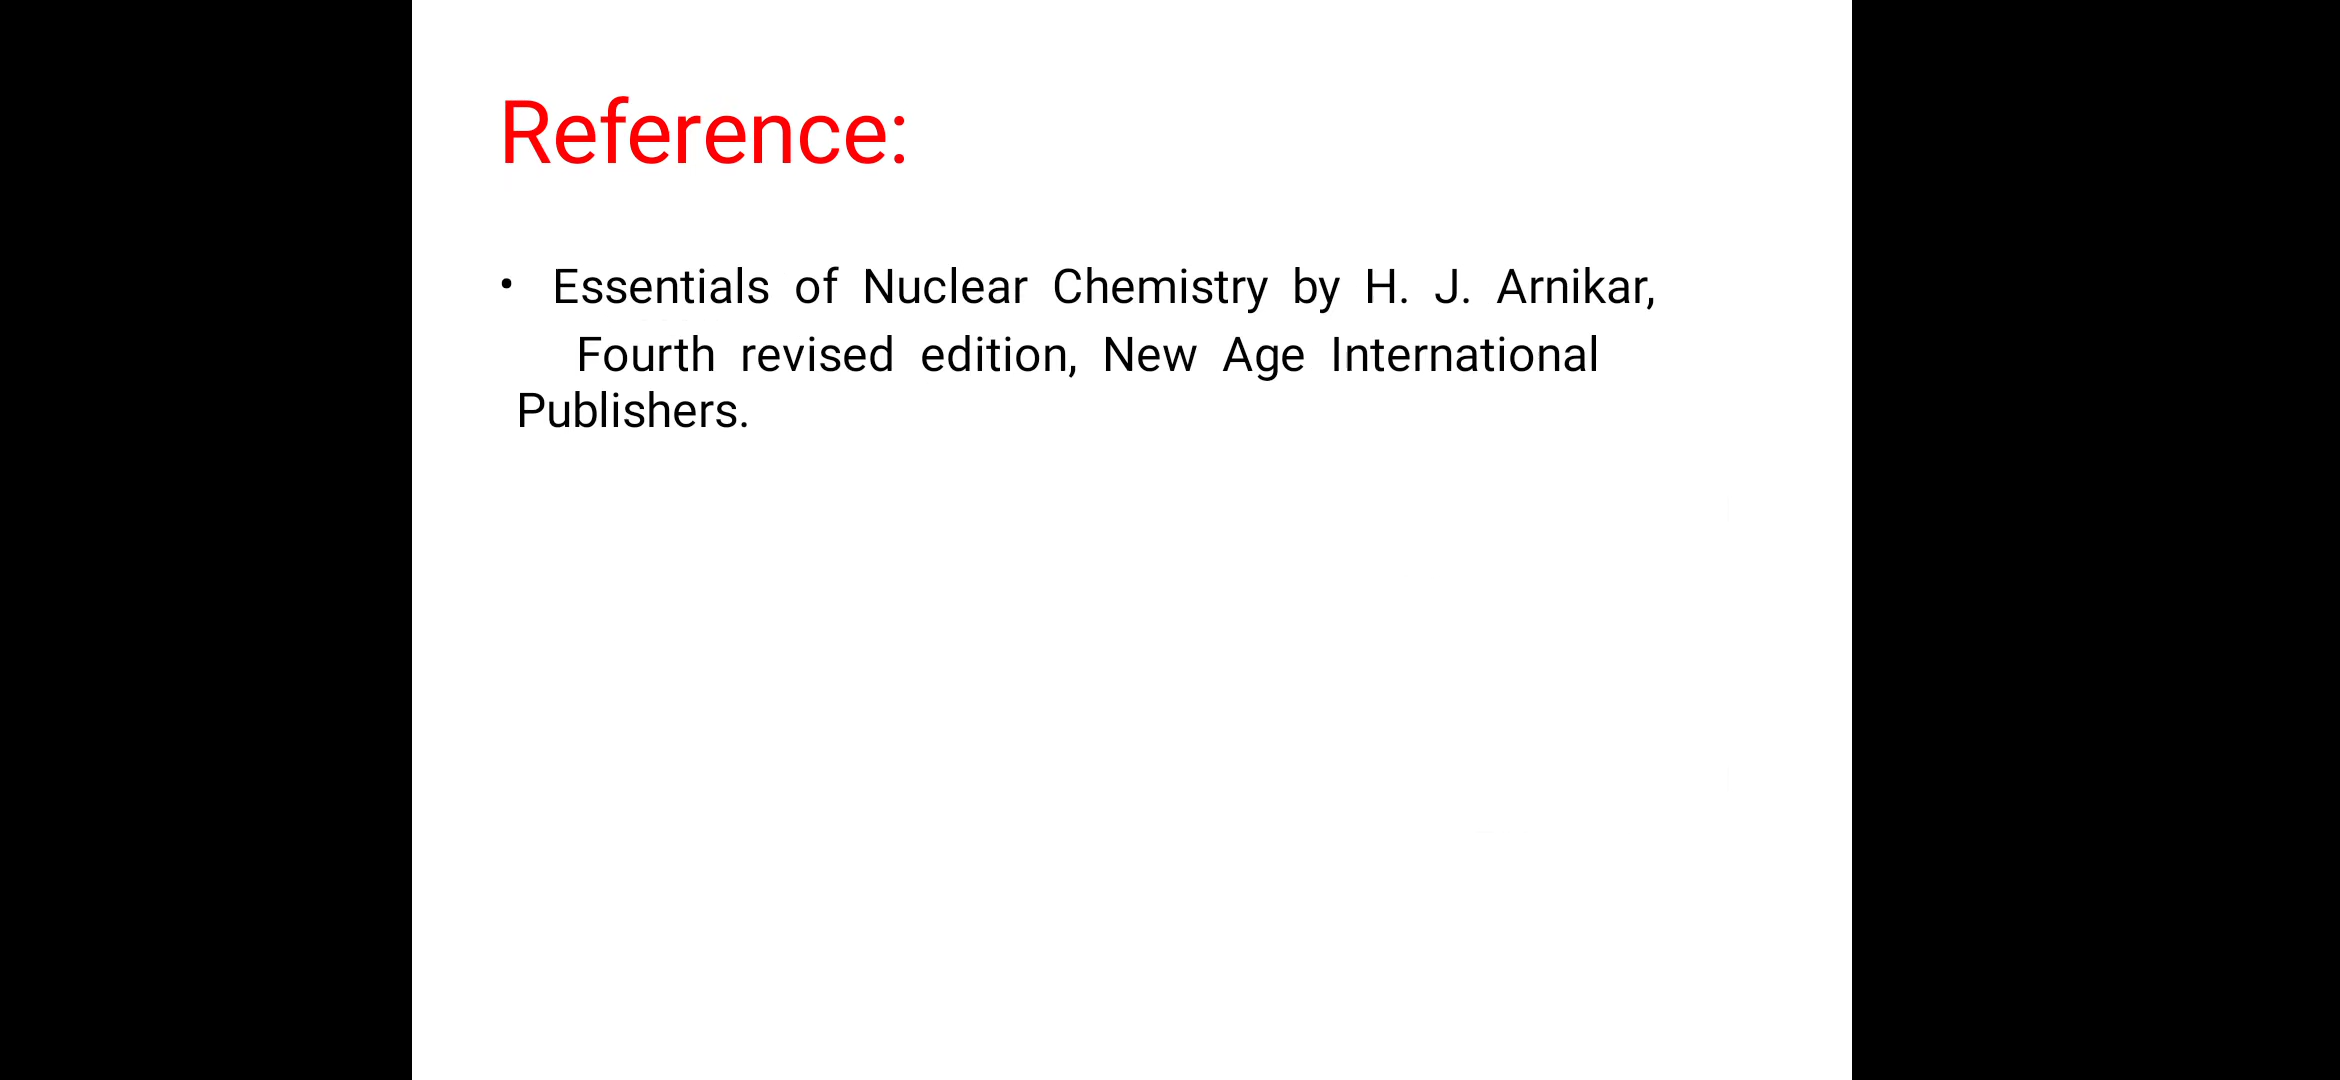 Reference:
• Essentials of Nuclear Chemistry by H. J. Arnikar,
Fourth revised edition, New Age International
Publishers.